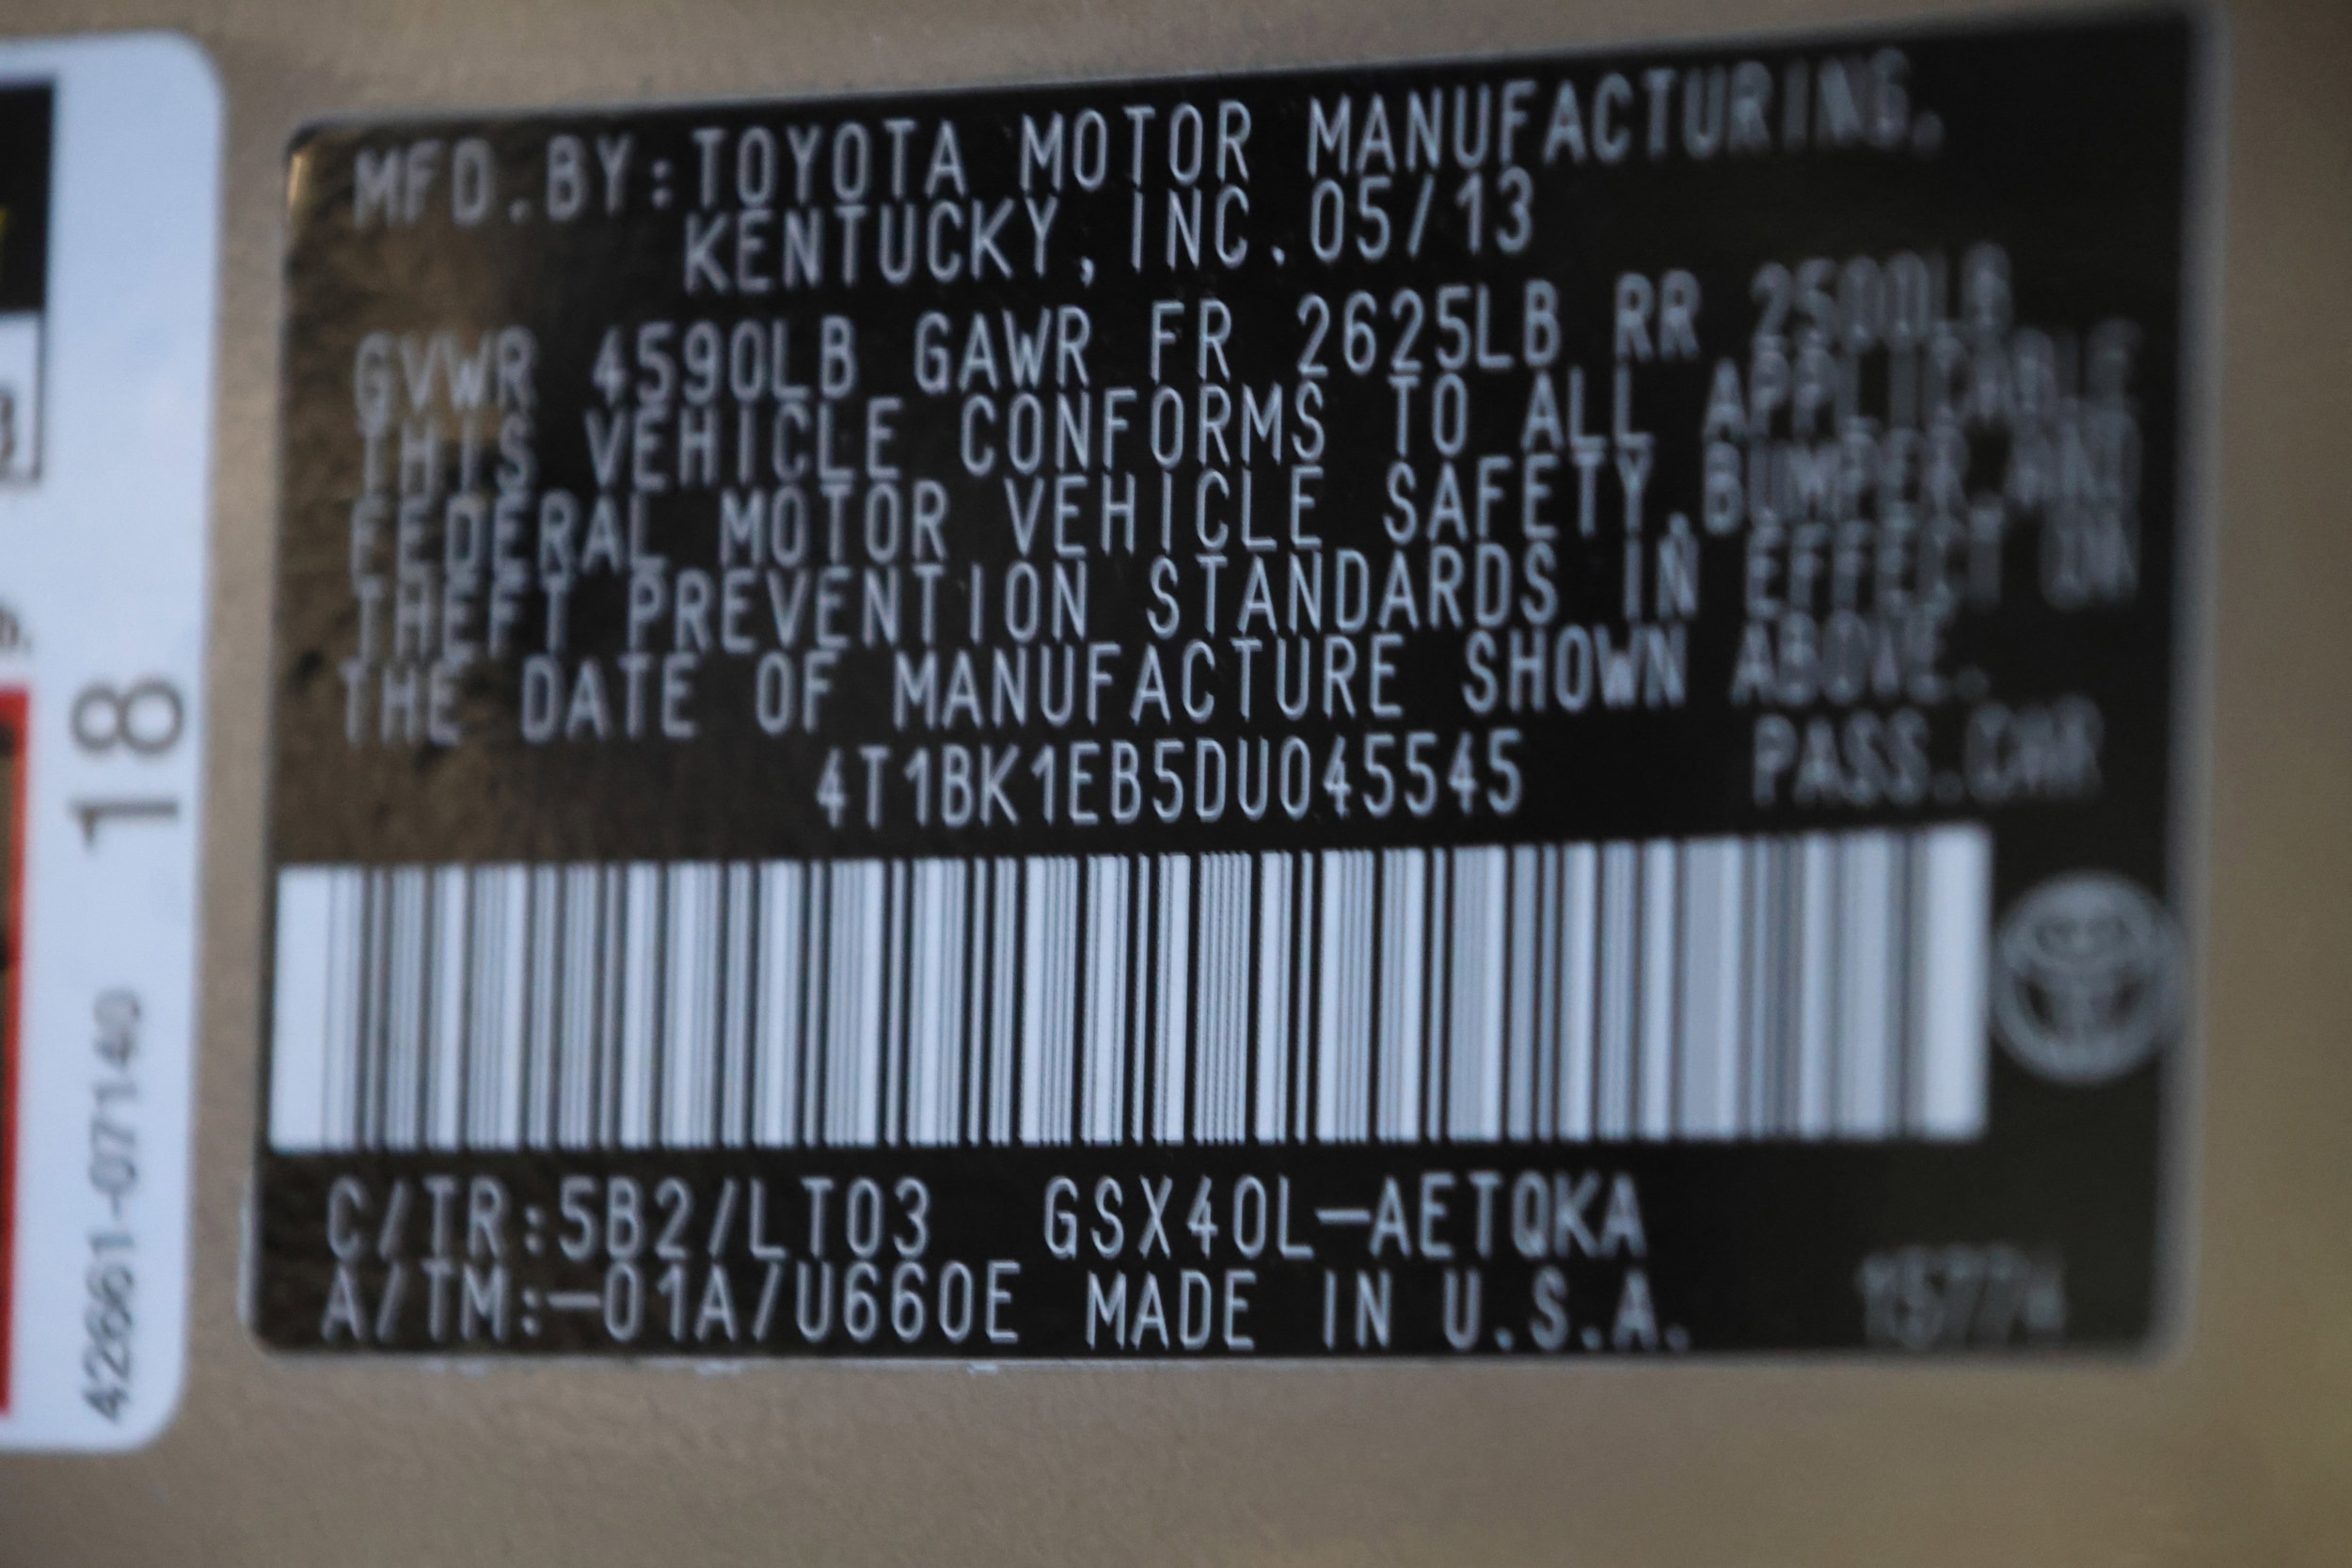 MFD.BY:TOYOTA MOTOR MANUFACTURING,
KENTUCKY, INC. 05/13
GVWR 4590LB GAWR FR 2625LB RR 2500LB
THIS VEHICLE CONFORMS TO ALL APPLICABLE
FEDERAL MOTOR VEHICLE SAFETY,BUMPER,AND
THEFT PREVENTION STANDARDS IN EFFECT ON
THE DATE OF MANUFACTURE SHOWN ABOVE.
4T1BK1EB5DU045545 PASS.CAR
C/TR:5B2/LT03 GSX40L-AETQKA
A/TM:-01A/U660E MADE IN U.S.A.
18
42661-07140